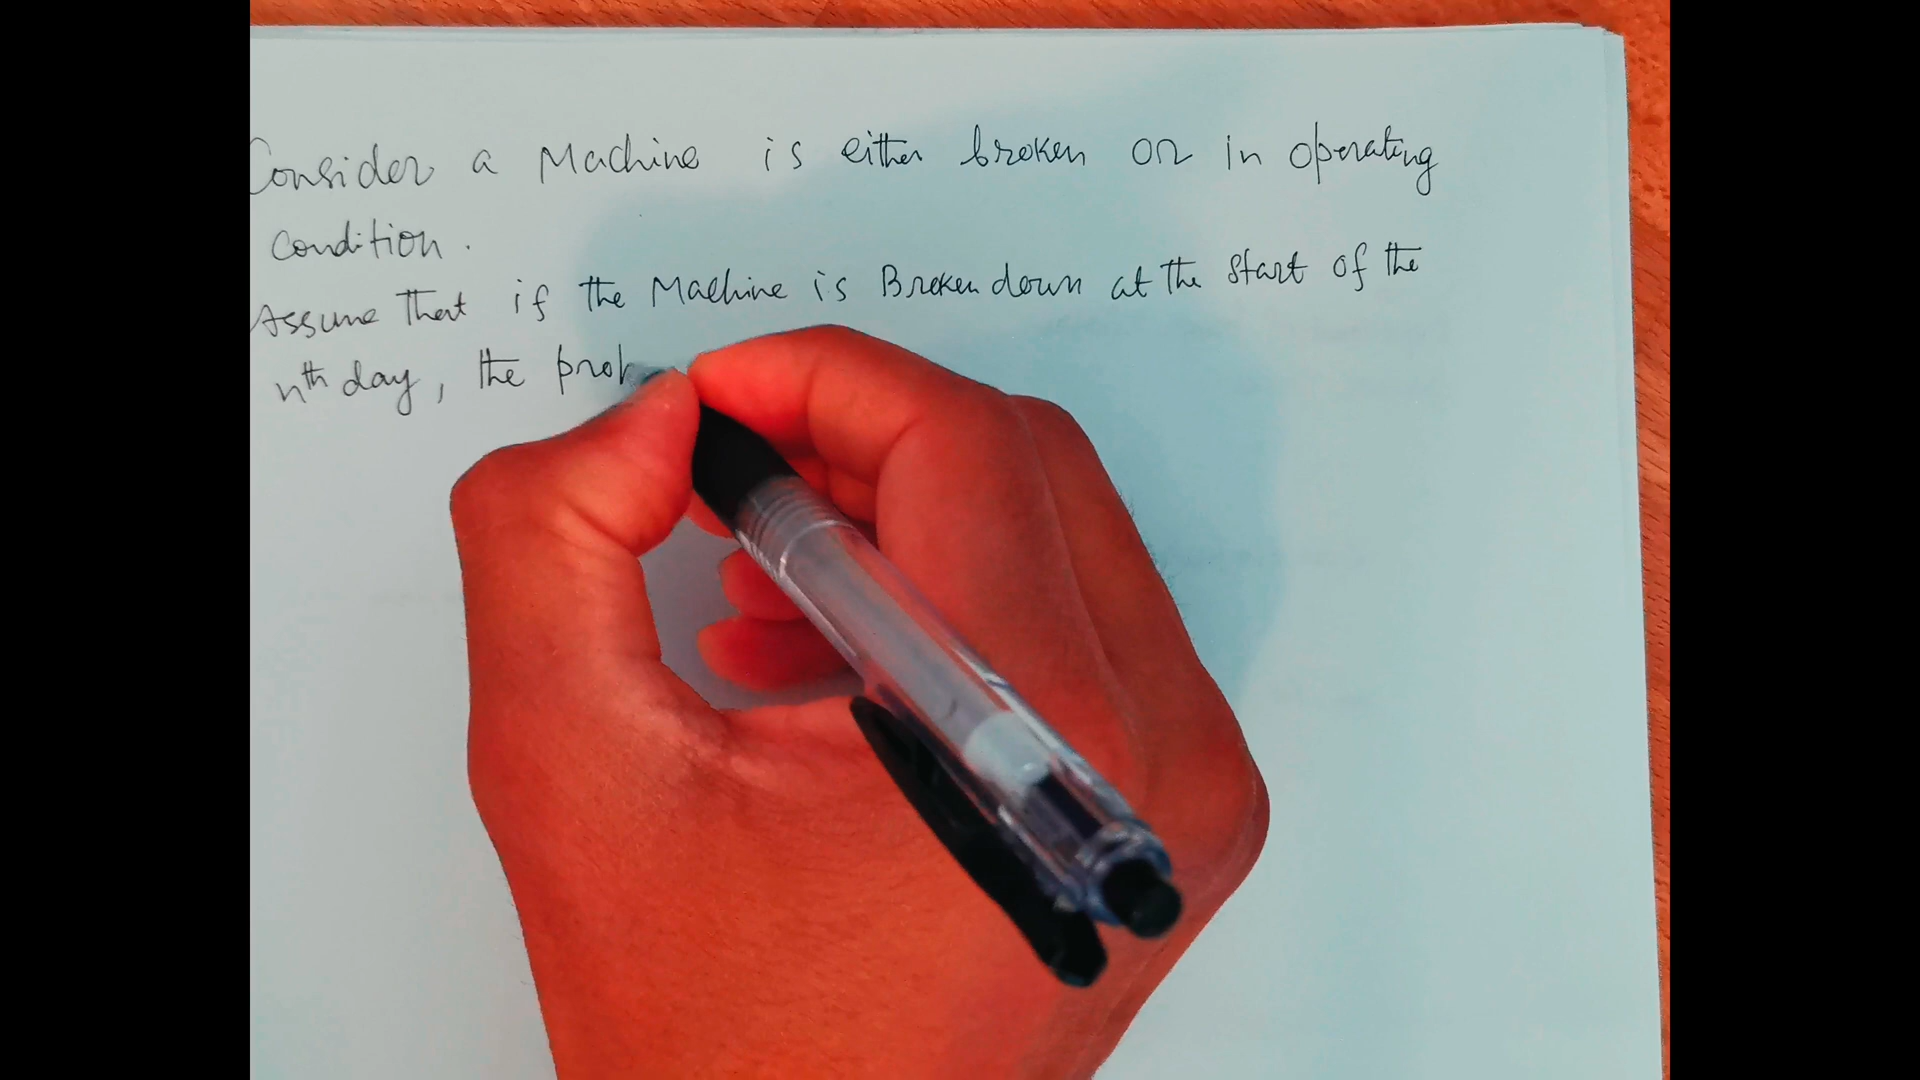 Consider a Machine is either broken or in operating
condition.
Assume that if the Machine is Broken down at the start of the
nth day, the prob